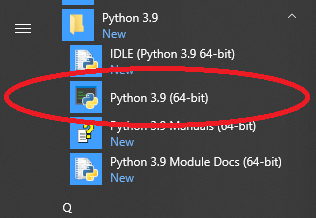 Python 3.9
New
IDLE (Python 3.9 64-bit)
New
Python 3.9 (64-bit)
Python 3.9 Manuals (64-bit)
New
Python 3.9 Module Docs (64-bit)
New
Q